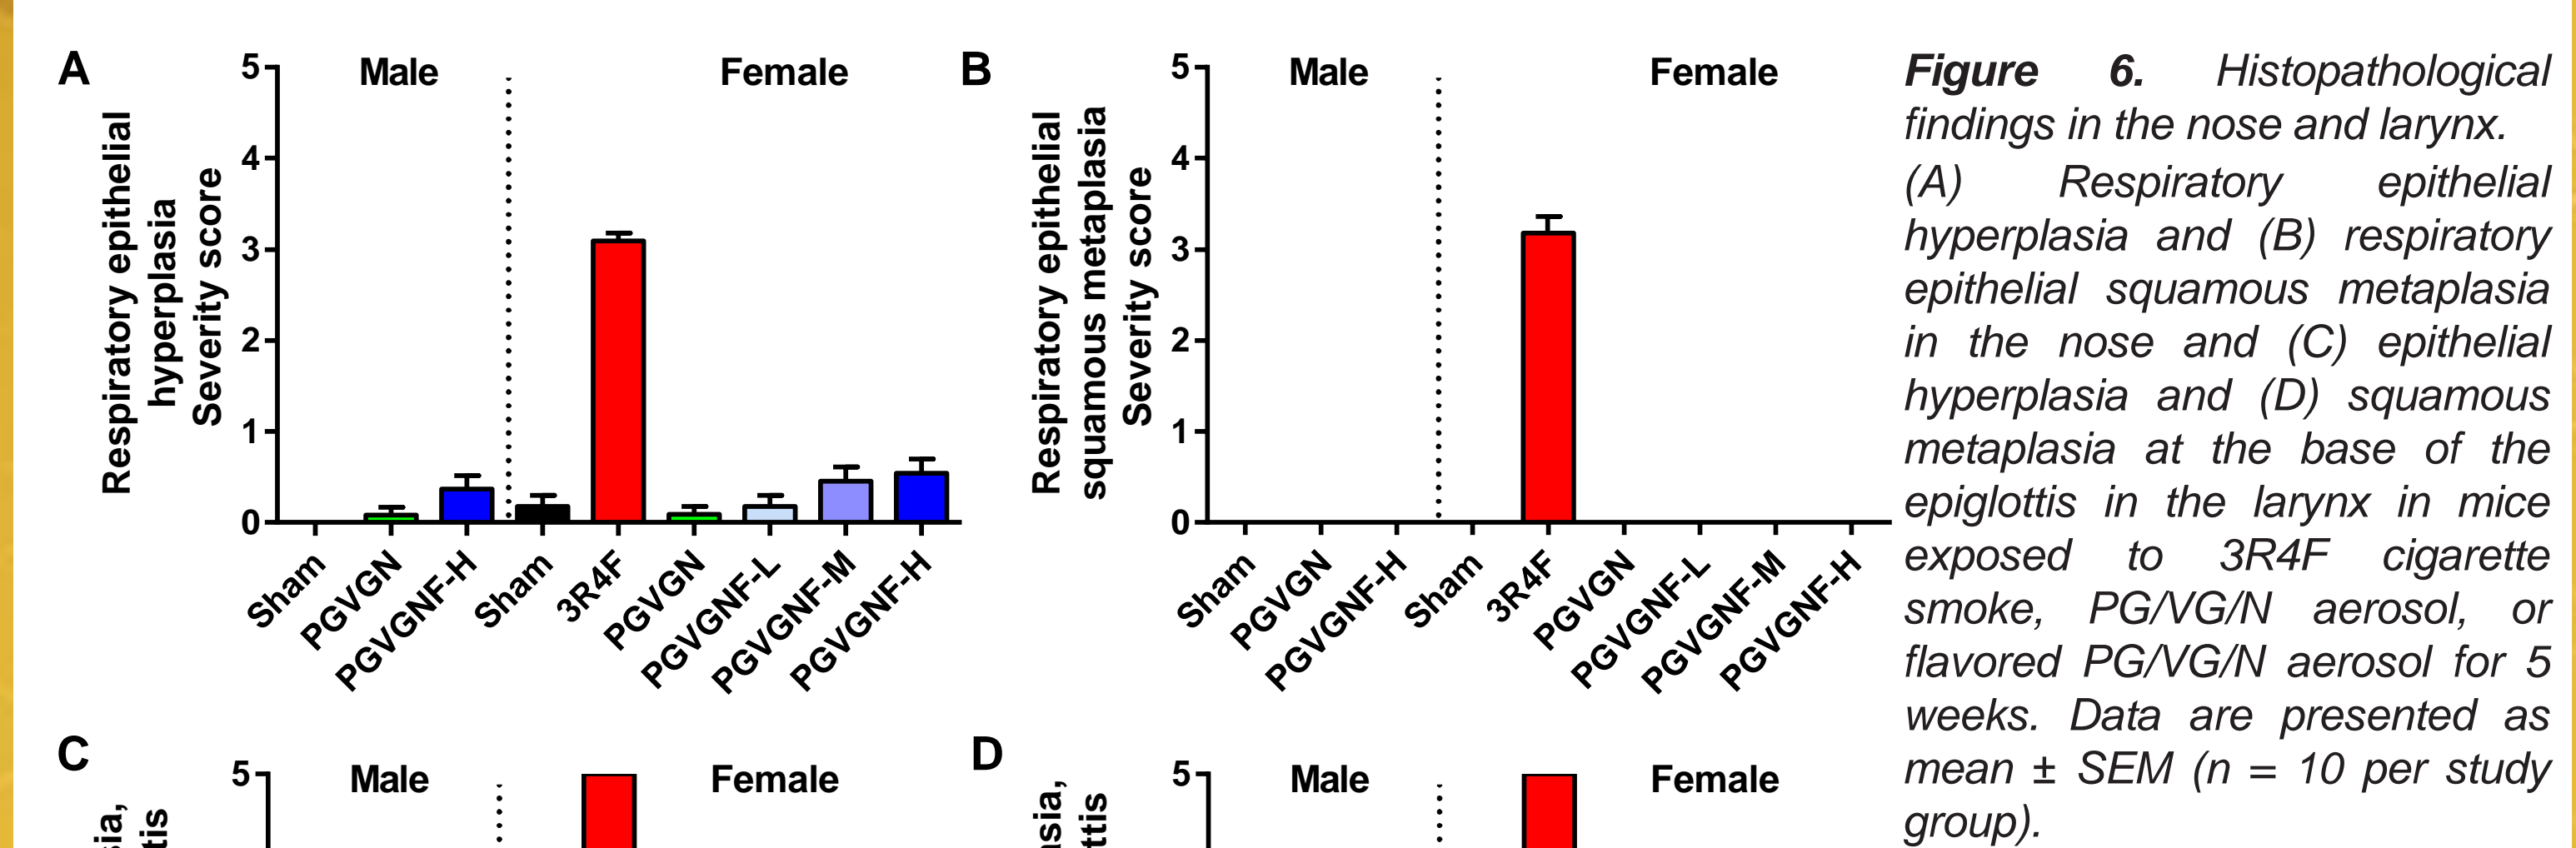 A
Male
Female
Respiratory epithelial
hyperplasia
Severity score
5
4
3
2
1
0
Sham
PGVGN
PGVGNF-H
Sham
3R4F
PGVGN
PGVGNF-L
PGVGNF-M
PGVGNF-H
B
Male
Female
Respiratory epithelial
squamous metaplasia
Severity score
5
4
3
2
1
0
Sham
PGVGN
PGVGNF-H
Sham
3R4F
PGVGN
PGVGNF-L
PGVGNF-M
PGVGNF-H
Figure 6. Histopathological
findings in the nose and larynx.
(A) Respiratory epithelial
hyperplasia and (B) respiratory
epithelial squamous metaplasia
in the nose and (C) epithelial
hyperplasia and (D) squamous
metaplasia at the base of the
epiglottis in the larynx in mice
exposed to 3R4F cigarette
smoke, PG/VG/N aerosol, or
flavored PG/VG/N aerosol for 5
weeks. Data are presented as
mean ± SEM (n = 10 per study
group).
C
5
Male
Female
D
5
Male
Female